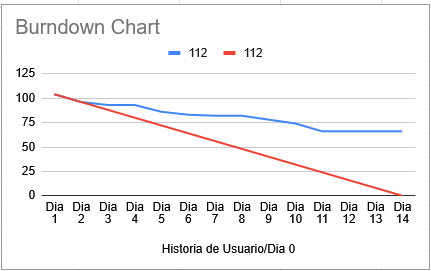 Burndown Chart
112 112
125
100
75
50
25
0
Dia 1 Dia 2 Dia 3 Dia 4 Dia 5 Dia 6 Dia 7 Dia 8 Dia 9 Dia 10 Dia 11 Dia 12 Dia 13 Dia 14
Historia de Usuario/Dia 0